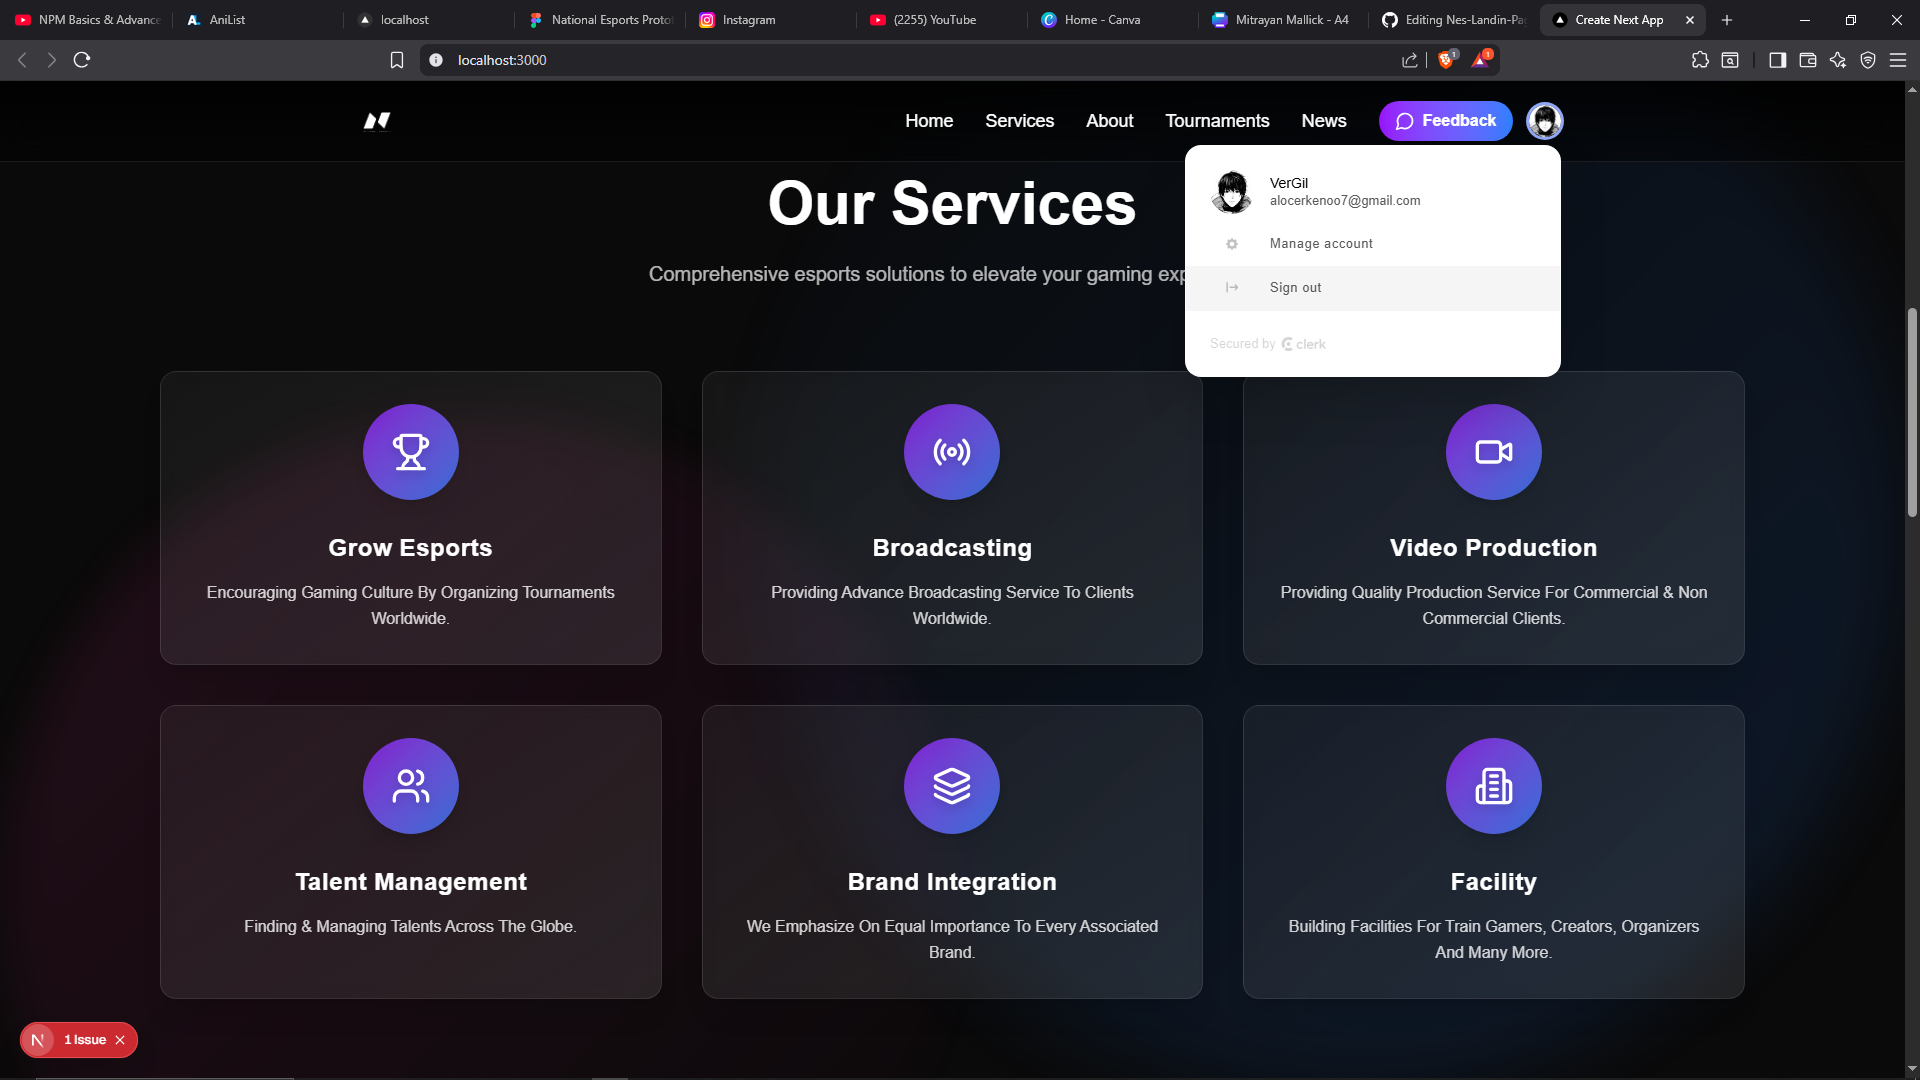 NPM Basics & Advance
AniList
localhost
National Esports Proto
Instagram
(2255) YouTube
Home - Canva
Mitrayan Mallick - A4
Editing Nes-Landin-Pa
Create Next App
localhost:3000
1
1
Home
Services
About
Tournaments
News
Feedback
VerGil
alocerkenoo7@gmail.com
Manage account
Sign out
Secured by clerk
Our Services
Comprehensive esports solutions to elevate your gaming exp
Grow Esports
Encouraging Gaming Culture By Organizing Tournaments
Worldwide.
Broadcasting
Providing Advance Broadcasting Service To Clients
Worldwide.
Video Production
Providing Quality Production Service For Commercial & Non
Commercial Clients.
Talent Management
Finding & Managing Talents Across The Globe.
Brand Integration
We Emphasize On Equal Importance To Every Associated
Brand.
Facility
Building Facilities For Train Gamers, Creators, Organizers
And Many More.
N
1 Issue